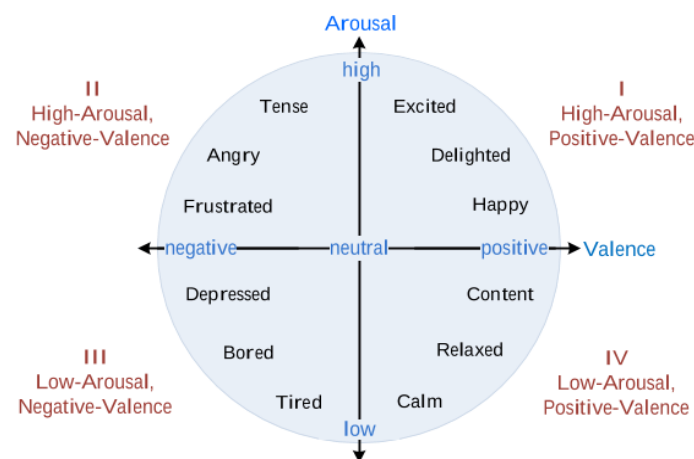 Arousal
high
II
High-Arousal,
Negative-Valence
I
High-Arousal,
Positive-Valence
Tense
Excited
Angry
Delighted
Frustrated
Happy
negative
neutral
positive
Valence
Depressed
Content
Bored
Relaxed
III
Low-Arousal,
Negative-Valence
IV
Low-Arousal,
Positive-Valence
Tired
Calm
low